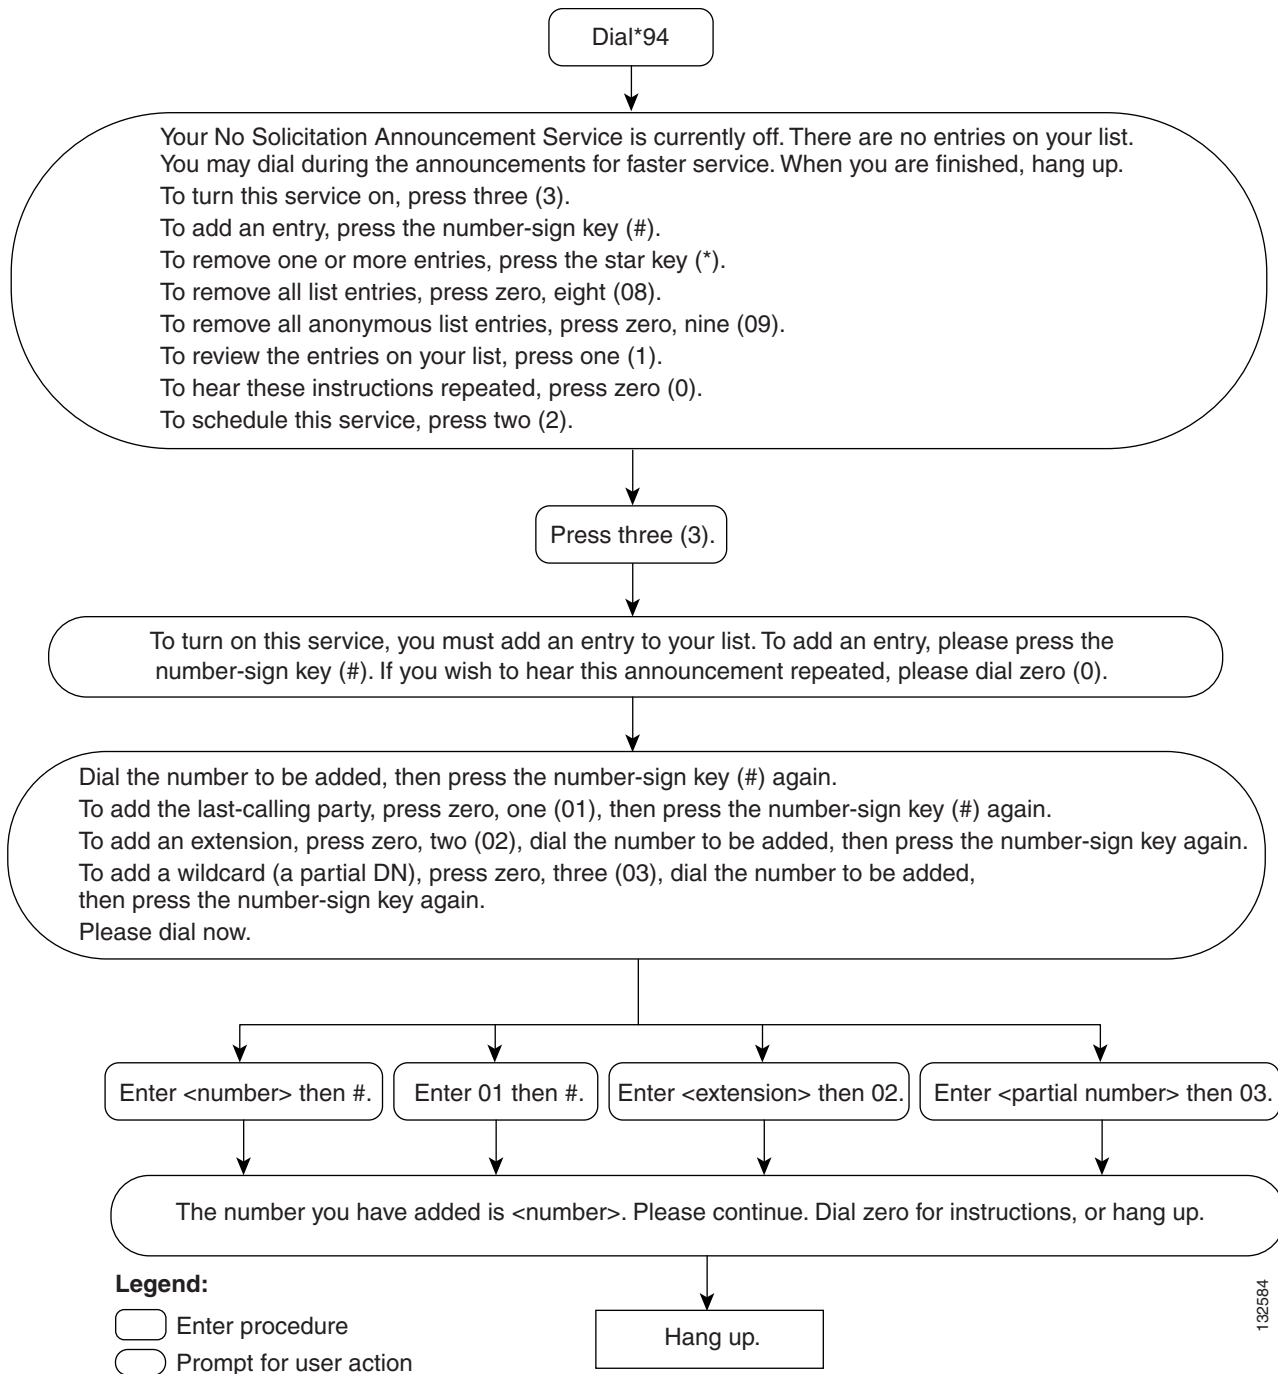 Dial*94
Your No Solicitation Announcement Service is currently off. There are no entries on your list.
You may dial during the announcements for faster service. When you are finished, hang up.
To turn this service on, press three (3).
To add an entry, press the number-sign key (#).
To remove one or more entries, press the star key (*).
To remove all list entries, press zero, eight (08).
To remove all anonymous list entries, press zero, nine (09).
To review the entries on your list, press one (1).
To hear these instructions repeated, press zero (0).
To schedule this service, press two (2).
Press three (3).
To turn on this service, you must add an entry to your list. To add an entry, please press the
number-sign key (#). If you wish to hear this announcement repeated, please dial zero (0).
Dial the number to be added, then press the number-sign key (#) again.
To add the last-calling party, press zero, one (01), then press the number-sign key (#) again.
To add an extension, press zero, two (02), dial the number to be added, then press the number-sign key again.
To add a wildcard (a partial DN), press zero, three (03), dial the number to be added,
then press the number-sign key again.
Please dial now.
Enter <number> then #.
Enter 01 then #.
Enter <extension> then 02.
Enter <partial number> then 03.
The number you have added is <number>. Please continue. Dial zero for instructions, or hang up.
Legend:
Enter procedure
Prompt for user action
Hang up.
132584